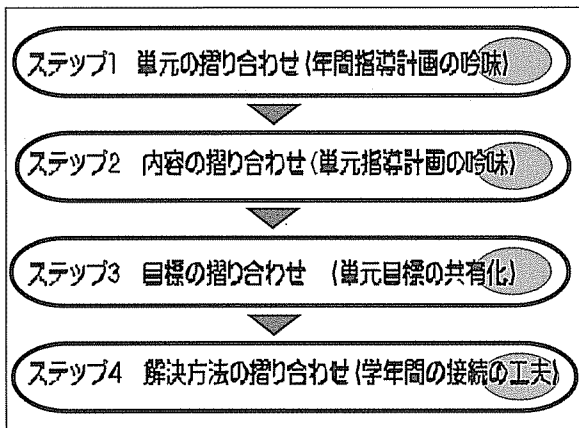 ステップ1 単元の摺り合わせ(年間指導計画の吟味)
ステップ2 内容の摺り合わせ(単元指導計画の吟味)
ステップ3 目標の摺り合わせ (単元目標の共有化)
ステップ4 解決方法の摺り合わせ(学年間の接続の工夫)